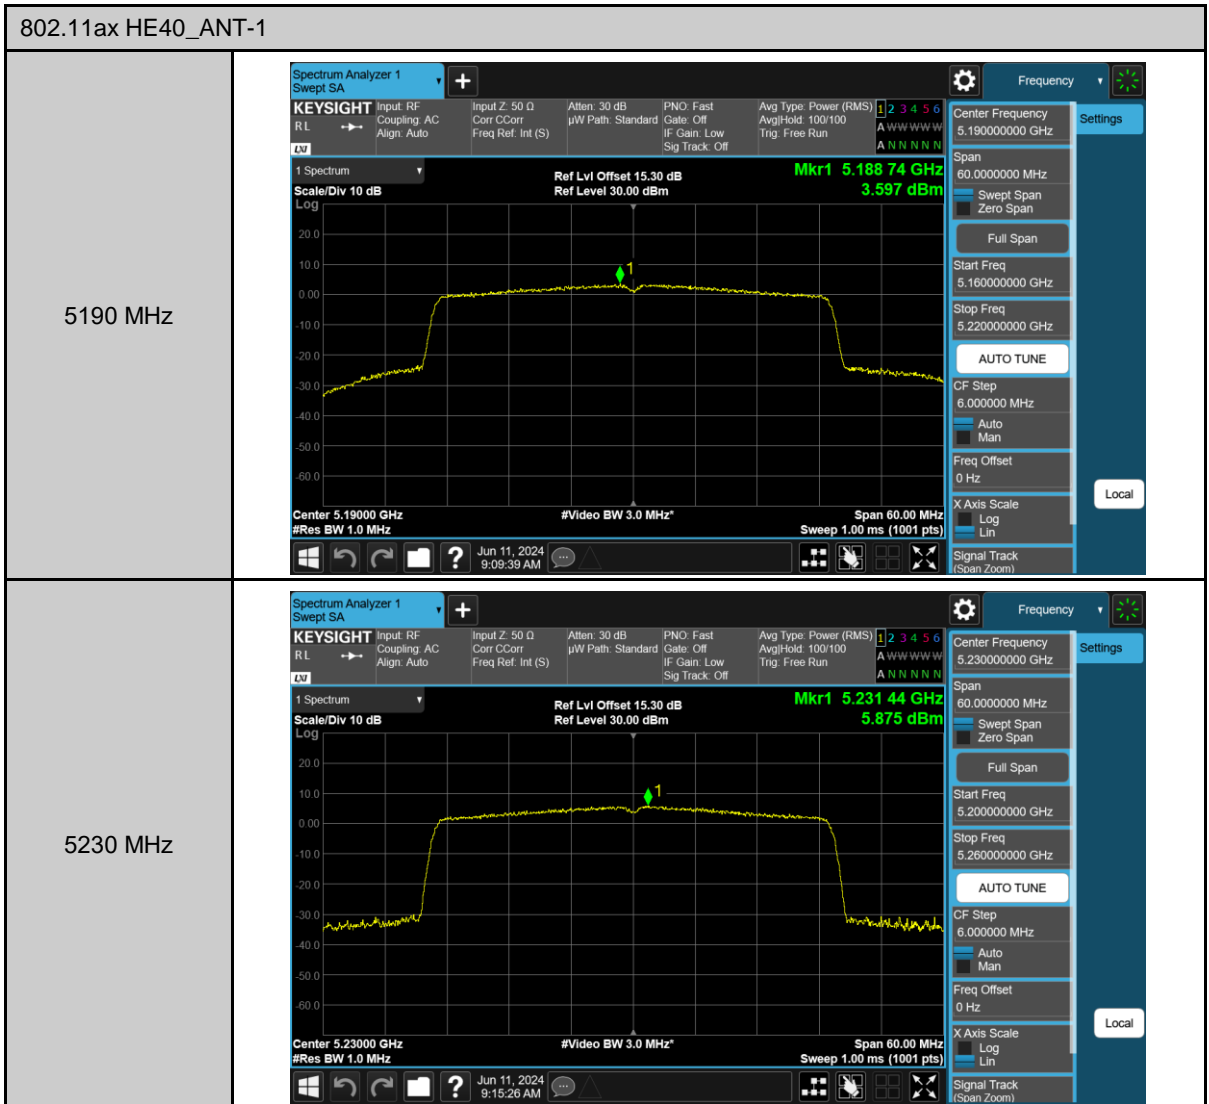 802.11ax HE40_ANT-1
5190 MHz
Spectrum Analyzer 1
Swept SA
Frequency
KEYSIGHT
RL
LXI
Input: RF
Coupling: AC
Align: Auto
Input Z: 50 Ω
Corr CCorr
Freq Ref: Int (S)
Atten: 30 dB
µW Path: Standard
PNO: Fast
Gate: Off
IF Gain: Low
Sig Track: Off
Avg Type: Power (RMS)
Avg|Hold: 100/100
Trig: Free Run
1 2 3 4 5 6
A W W W W W
A N N N N N
1 Spectrum
Scale/Div 10 dB
Log
Ref Lvl Offset 15.30 dB
Ref Level 30.00 dBm
Mkr1 5.188 74 GHz
3.597 dBm
20.0
10.0
0.00
-10.0
-20.0
-30.0
-40.0
-50.0
-60.0
1
Center 5.19000 GHz
#Res BW 1.0 MHz
#Video BW 3.0 MHz*
Span 60.00 MHz
Sweep 1.00 ms (1001 pts)
Jun 11, 2024
9:09:39 AM
Center Frequency
5.190000000 GHz
Settings
Span
60.0000000 MHz
Swept Span
Zero Span
Full Span
Start Freq
5.160000000 GHz
Stop Freq
5.220000000 GHz
AUTO TUNE
CF Step
6.000000 MHz
Auto
Man
Freq Offset
0 Hz
X Axis Scale
Log
Lin
Local
Signal Track
(Span Zoom)
5230 MHz
Spectrum Analyzer 1
Swept SA
Frequency
KEYSIGHT
RL
LXI
Input: RF
Coupling: AC
Align: Auto
Input Z: 50 Ω
Corr CCorr
Freq Ref: Int (S)
Atten: 30 dB
µW Path: Standard
PNO: Fast
Gate: Off
IF Gain: Low
Sig Track: Off
Avg Type: Power (RMS)
Avg|Hold: 100/100
Trig: Free Run
1 2 3 4 5 6
A W W W W W
A N N N N N
1 Spectrum
Scale/Div 10 dB
Log
Ref Lvl Offset 15.30 dB
Ref Level 30.00 dBm
Mkr1 5.231 44 GHz
5.875 dBm
20.0
10.0
0.00
-10.0
-20.0
-30.0
-40.0
-50.0
-60.0
1
Center 5.23000 GHz
#Res BW 1.0 MHz
#Video BW 3.0 MHz*
Span 60.00 MHz
Sweep 1.00 ms (1001 pts)
Jun 11, 2024
9:15:26 AM
Center Frequency
5.230000000 GHz
Settings
Span
60.0000000 MHz
Swept Span
Zero Span
Full Span
Start Freq
5.200000000 GHz
Stop Freq
5.260000000 GHz
AUTO TUNE
CF Step
6.000000 MHz
Auto
Man
Freq Offset
0 Hz
X Axis Scale
Log
Lin
Local
Signal Track
(Span Zoom)